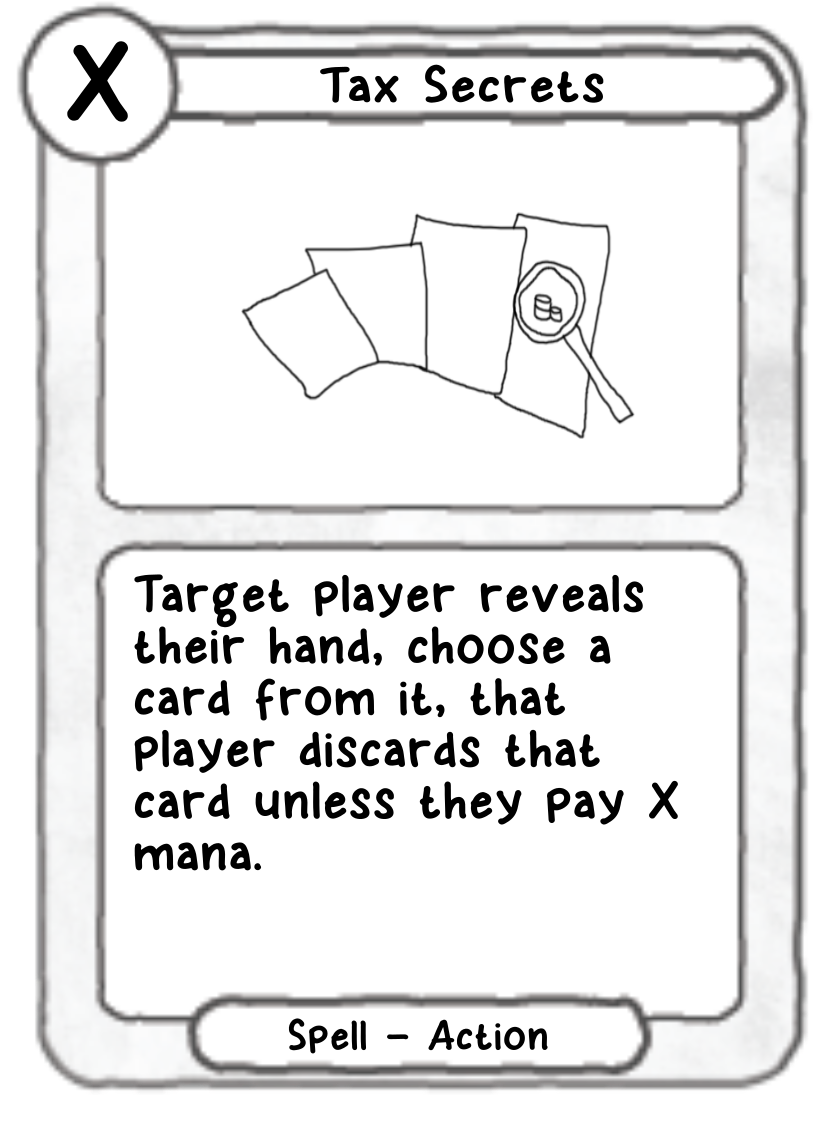 X
Tax Secrets
Target player reveals
their hand, choose a
card from it, that
player discards that
card unless they pay X
mana.
Spell – Action